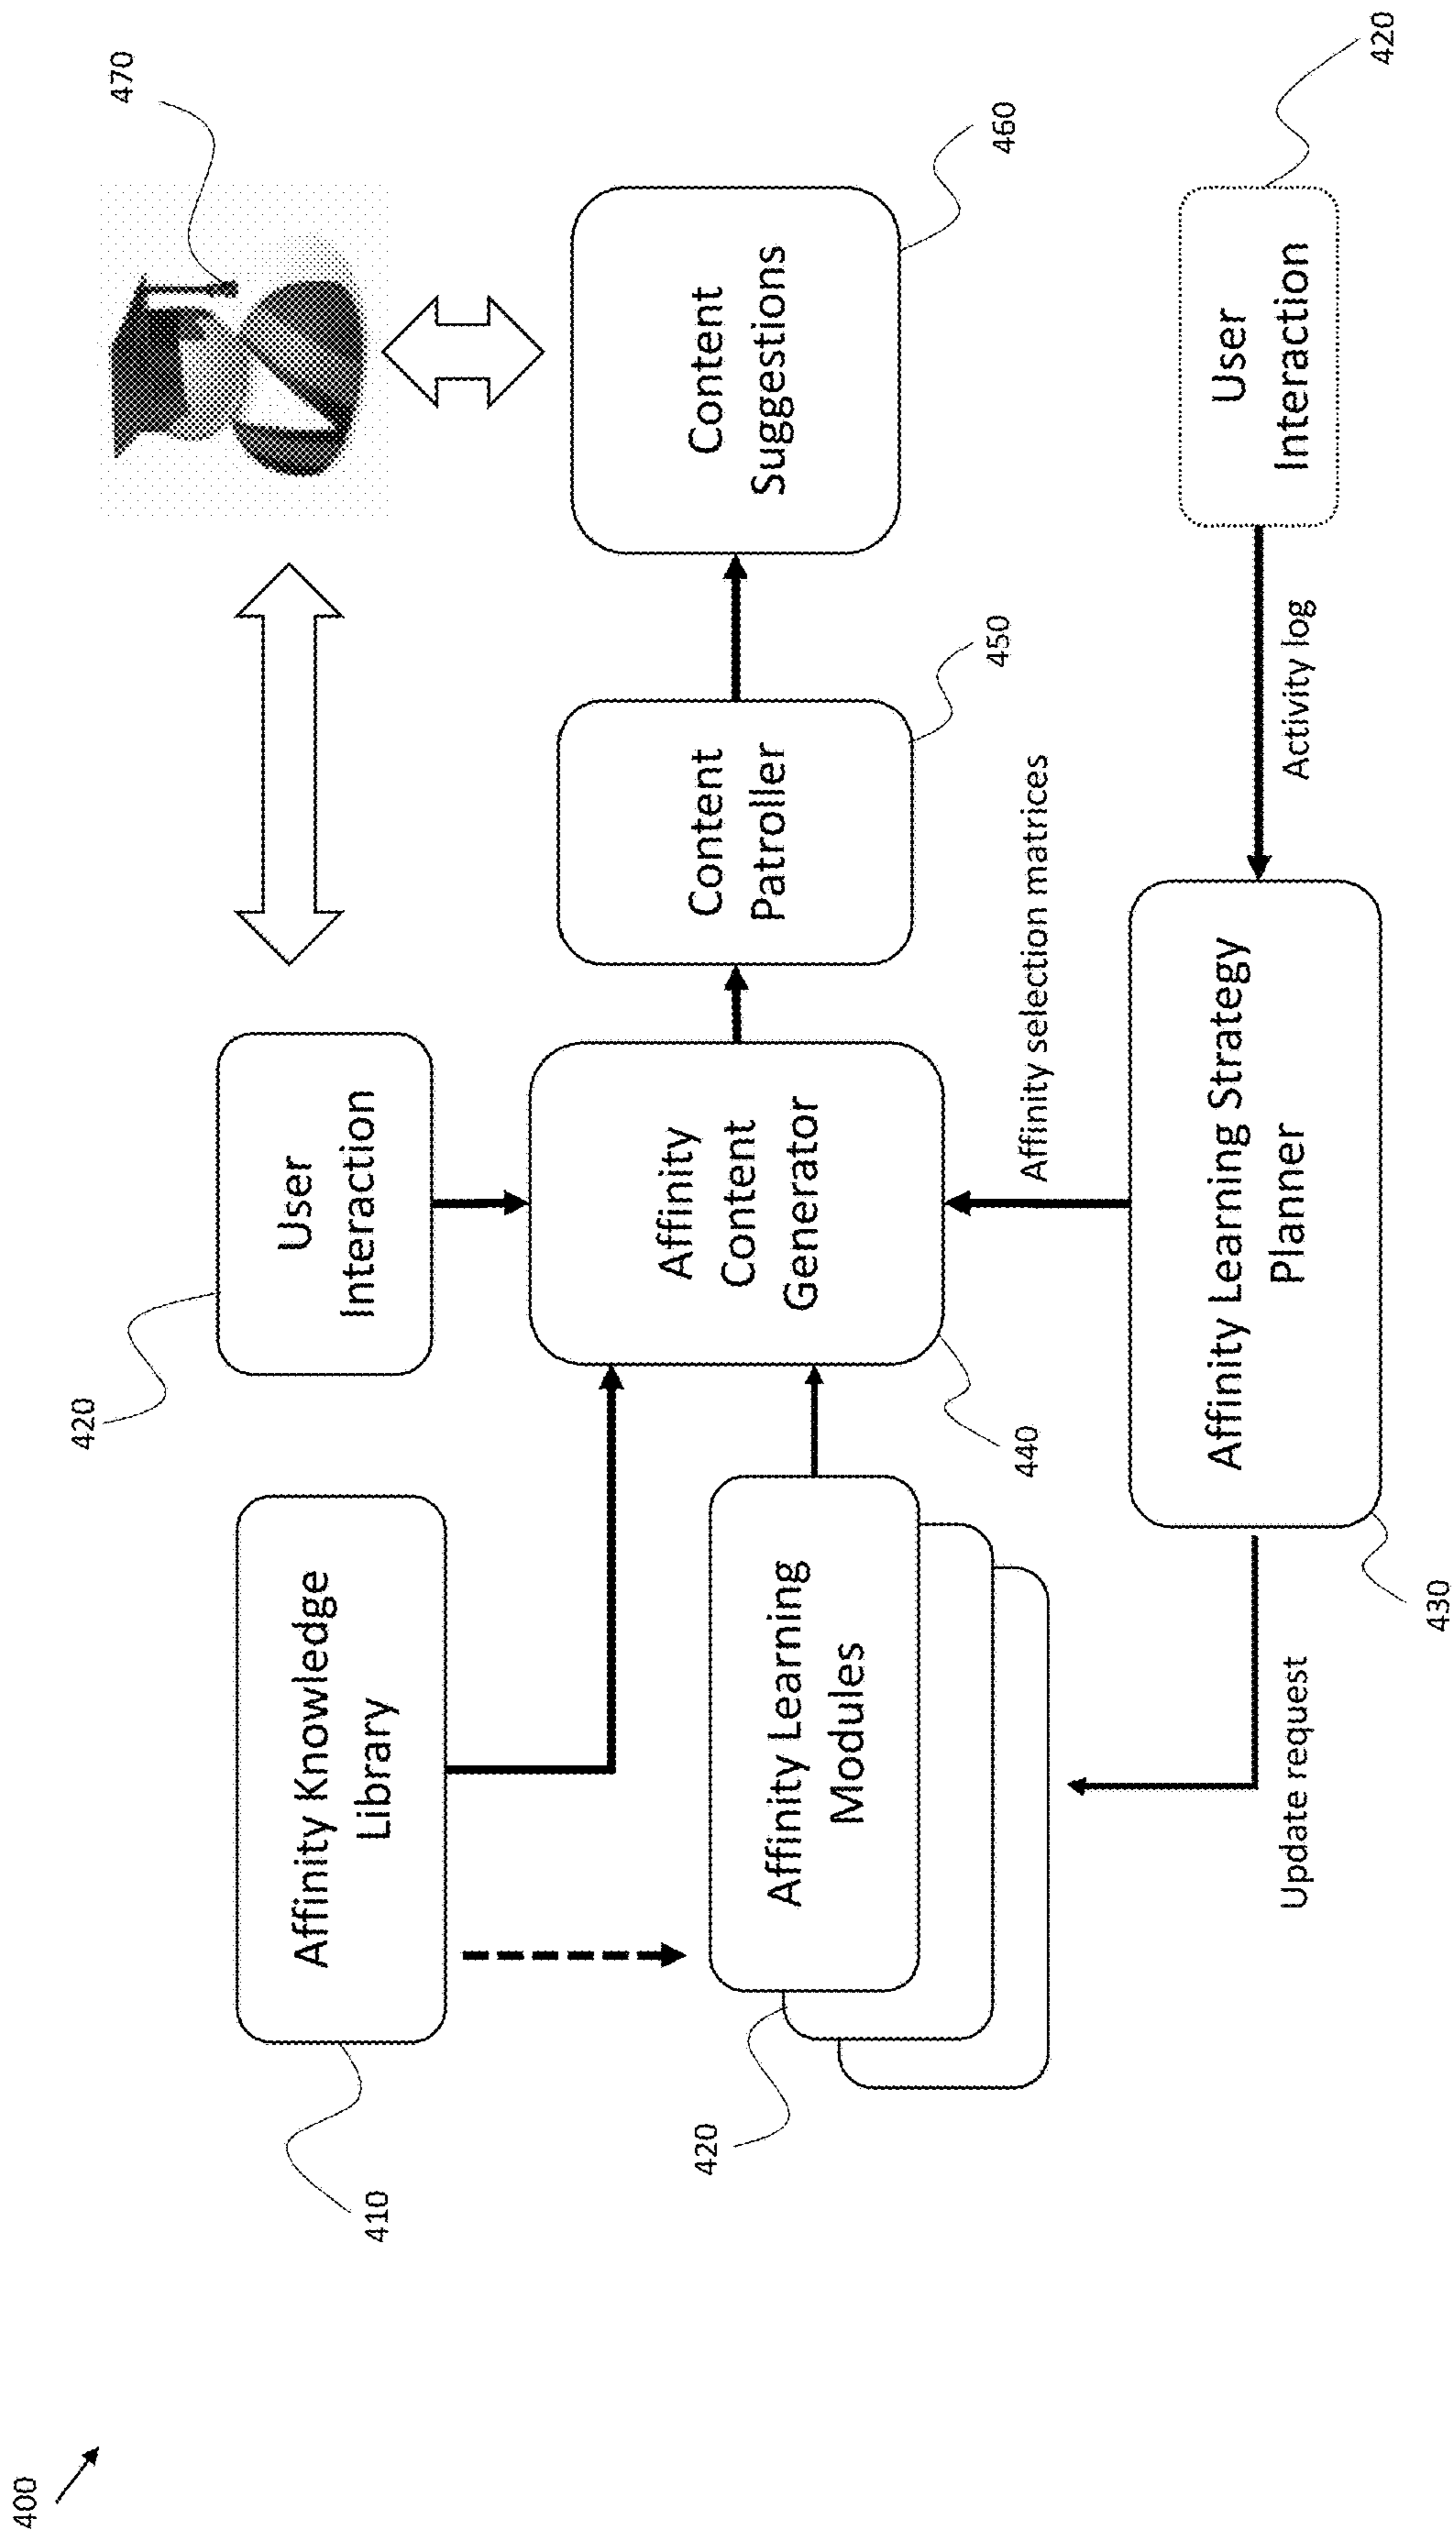 400
470
420
User
Interaction
410
Affinity Knowledge
Library
Affinity
Content
Generator
440
Content
Patroller
450
Content
Suggestions
460
420
Affinity Learning
Modules
Affinity selection matrices
Update request
Affinity Learning Strategy
Planner
430
Activity log
User
Interaction
420